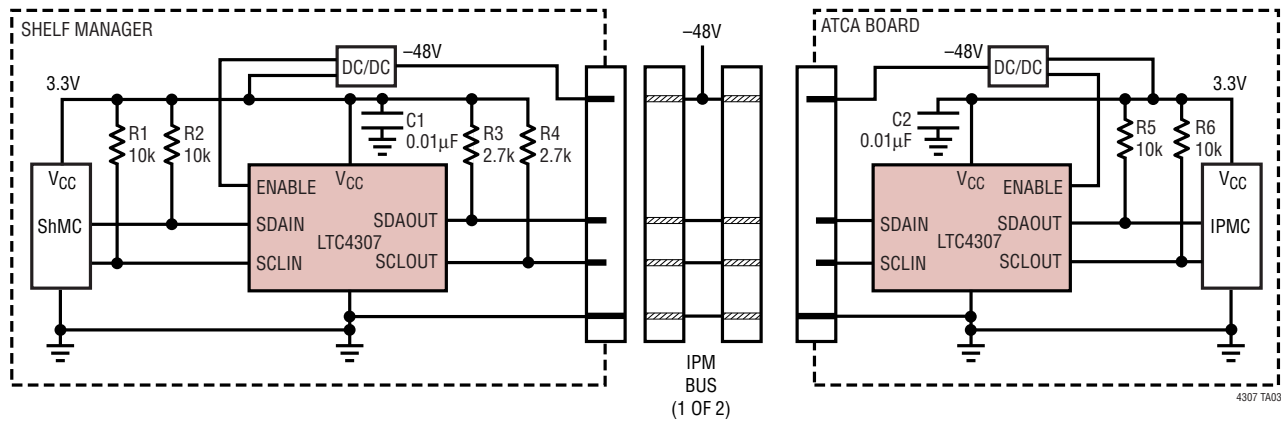 SHELF MANAGER
–48V
DC/DC
3.3V
R1
10k
R2
10k
C1
0.01µF
R3
2.7k
R4
2.7k
VCC
ShMC
VCC
ENABLE
SDAIN
SCLIN
LTC4307
SDAOUT
SCLOUT
–48V
IPM
BUS
(1 OF 2)
ATCA BOARD
–48V
DC/DC
3.3V
C2
0.01µF
R5
10k
R6
10k
VCC
ENABLE
SDAIN
SCLIN
LTC4307
SDAOUT
SCLOUT
VCC
IPMC
4307 TA03